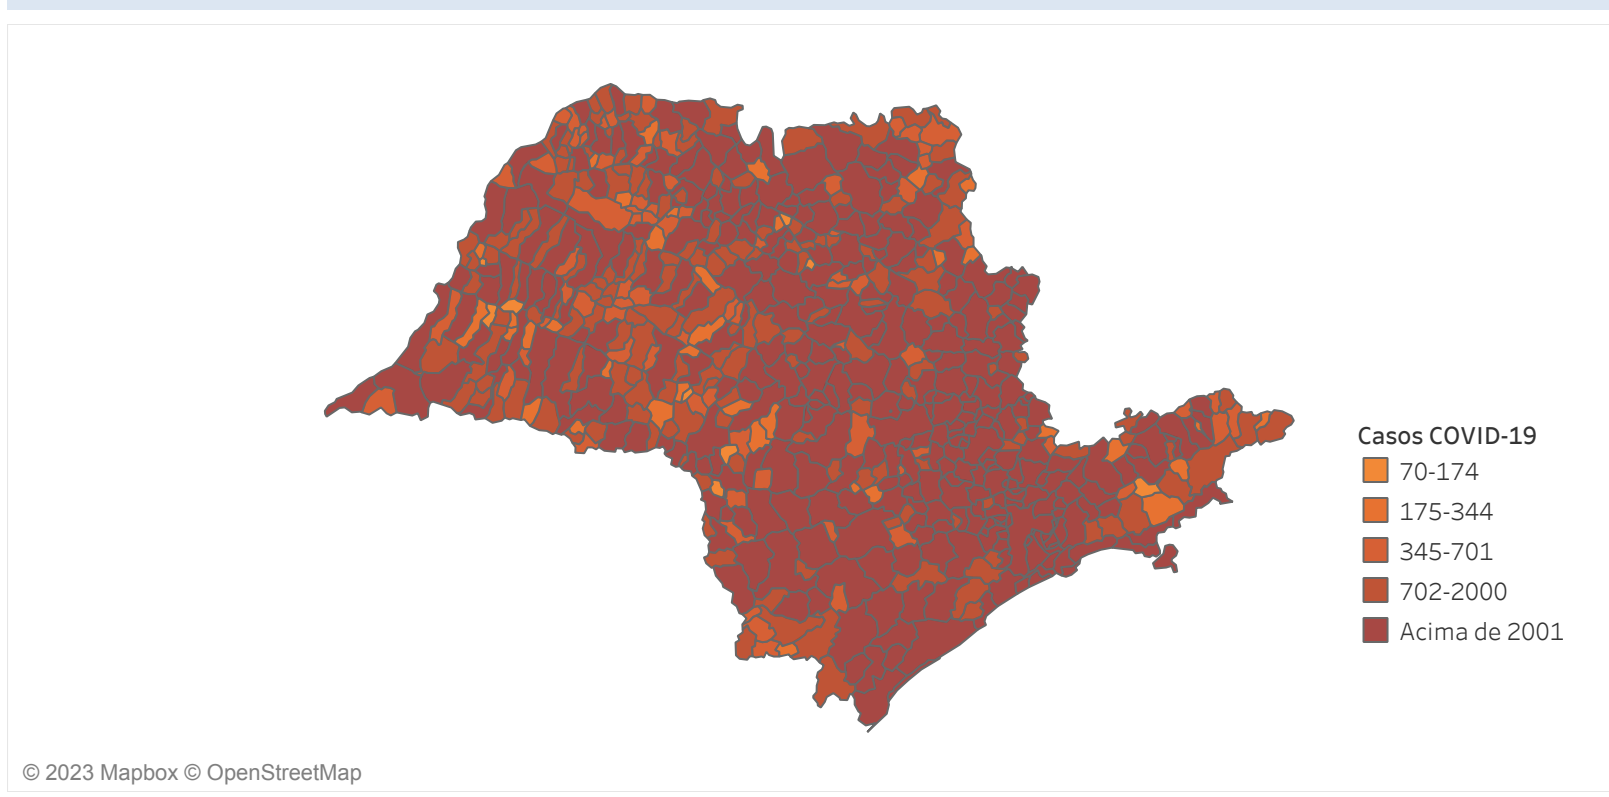 Casos COVID-19
70-174
175-344
345-701
702-2000
Acima de 2001
© 2023 Mapbox © OpenStreetMap